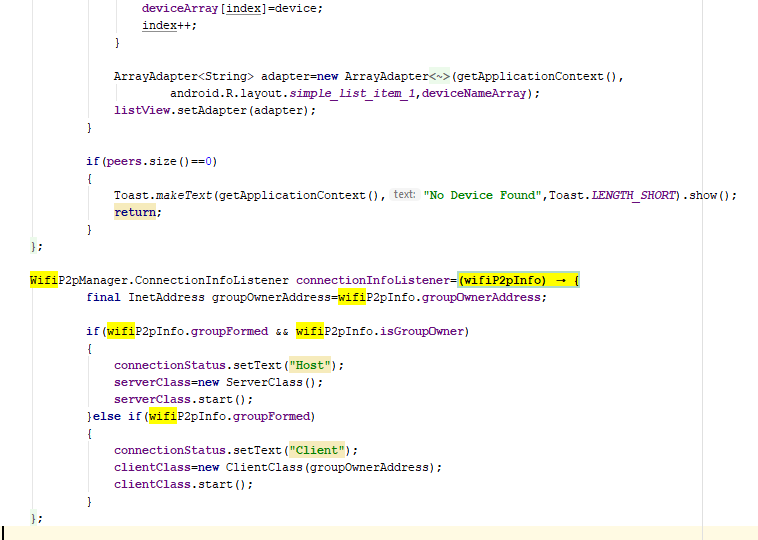 deviceArray[index]=device;
index++;
}
ArrayAdapter<String> adapter=new ArrayAdapter<~>(getApplicationContext(),
android.R.layout.simple_list_item_1,deviceNameArray);
listView.setAdapter(adapter);
}
if(peers.size()==0)
{
Toast.makeText(getApplicationContext(), text: "No Device Found",Toast.LENGTH_SHORT).show();
return;
}
};
WifiP2pManager.ConnectionInfoListener connectionInfoListener=(wifiP2pInfo) → {
final InetAddress groupOwnerAddress=wifiP2pInfo.groupOwnerAddress;
if(wifiP2pInfo.groupFormed && wifiP2pInfo.isGroupOwner)
{
connectionStatus.setText("Host");
serverClass=new ServerClass();
serverClass.start();
}else if(wifiP2pInfo.groupFormed)
{
connectionStatus.setText("Client");
clientClass=new ClientClass(groupOwnerAddress);
clientClass.start();
}
};